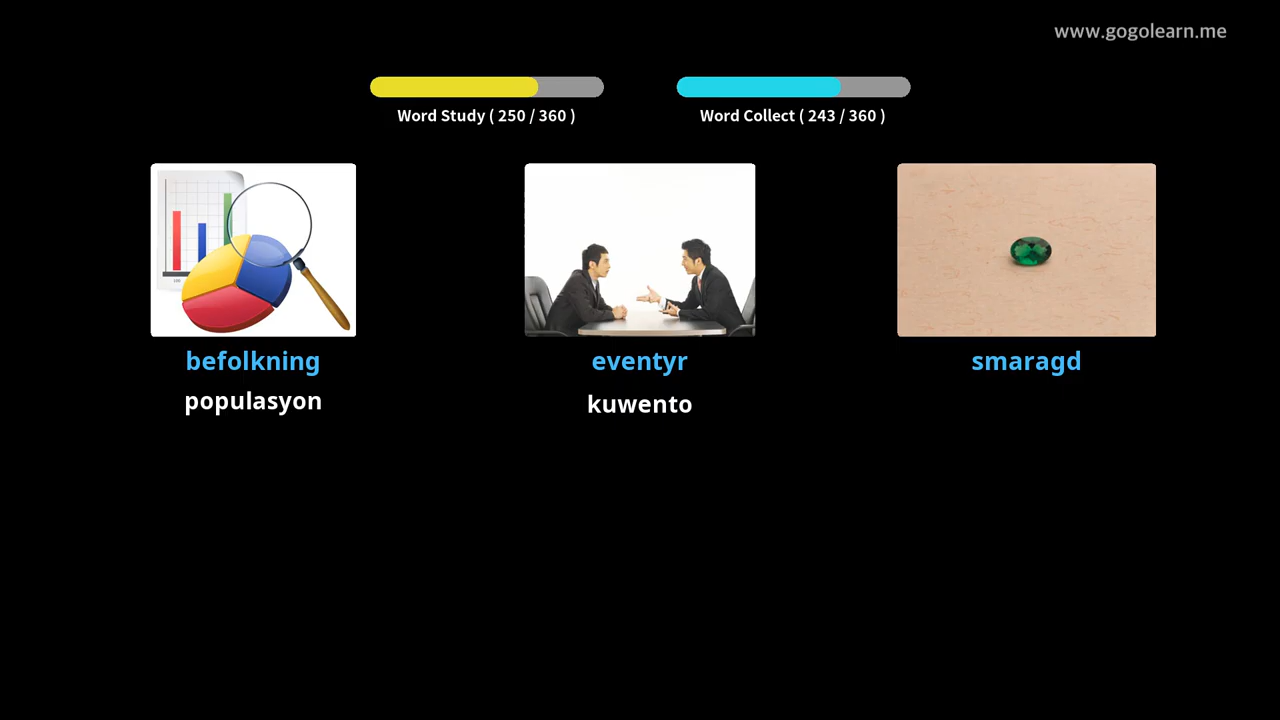 www.gogolearn.me
Word Study ( 250 / 360 )
Word Collect ( 243 / 360 )
befolkning
populasyon
eventyr
kuwento
smaragd